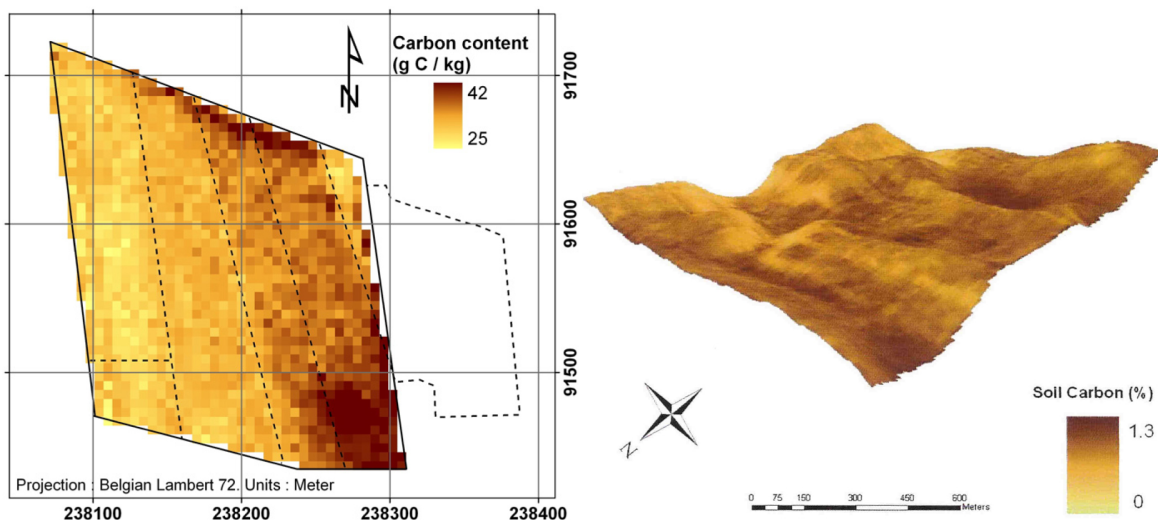 Carbon content
(g C / kg)
42
25
N
91700
91600
91500
Projection : Belgian Lambert 72. Units : Meter
238100 238200 238300 238400
N
Soil Carbon (%)
1.3
0
0 75 150 300 450 600
Meters